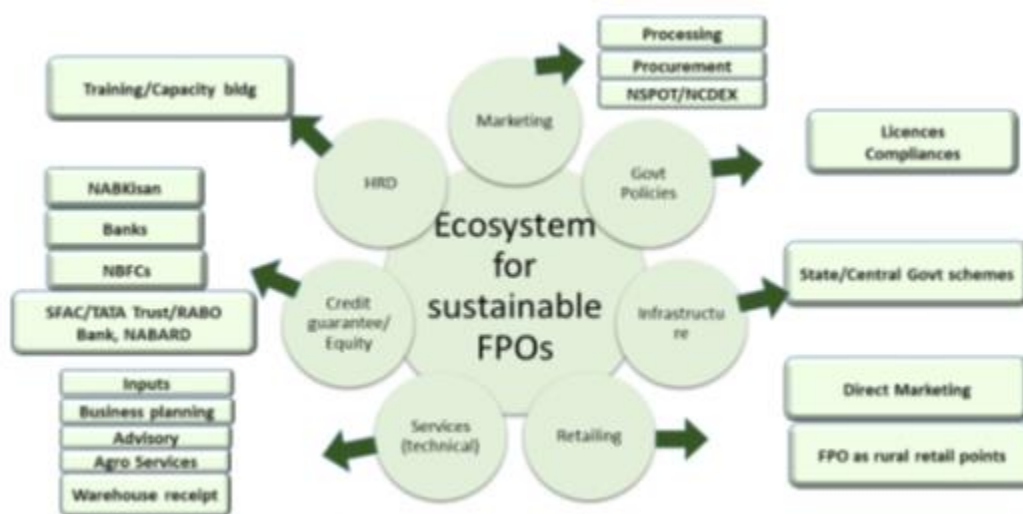 Processing
Procurement
NSPOT/NCDEX
Training/Capacity bldg
Marketing
Licences
Compliances
HRD
Govt
Policies
NABKisan
Banks
NBFCs
SFAC/TATA Trust/RABO
Bank, NABARD
Ecosystem
for
sustainable
FPOs
State/Central Govt schemes
Credit
guarantee/
Equity
Infrastructu
re
Inputs
Business planning
Advisory
Agro Services
Warehouse receipt
Services
(technical)
Retailing
Direct Marketing
FPO as rural retail points